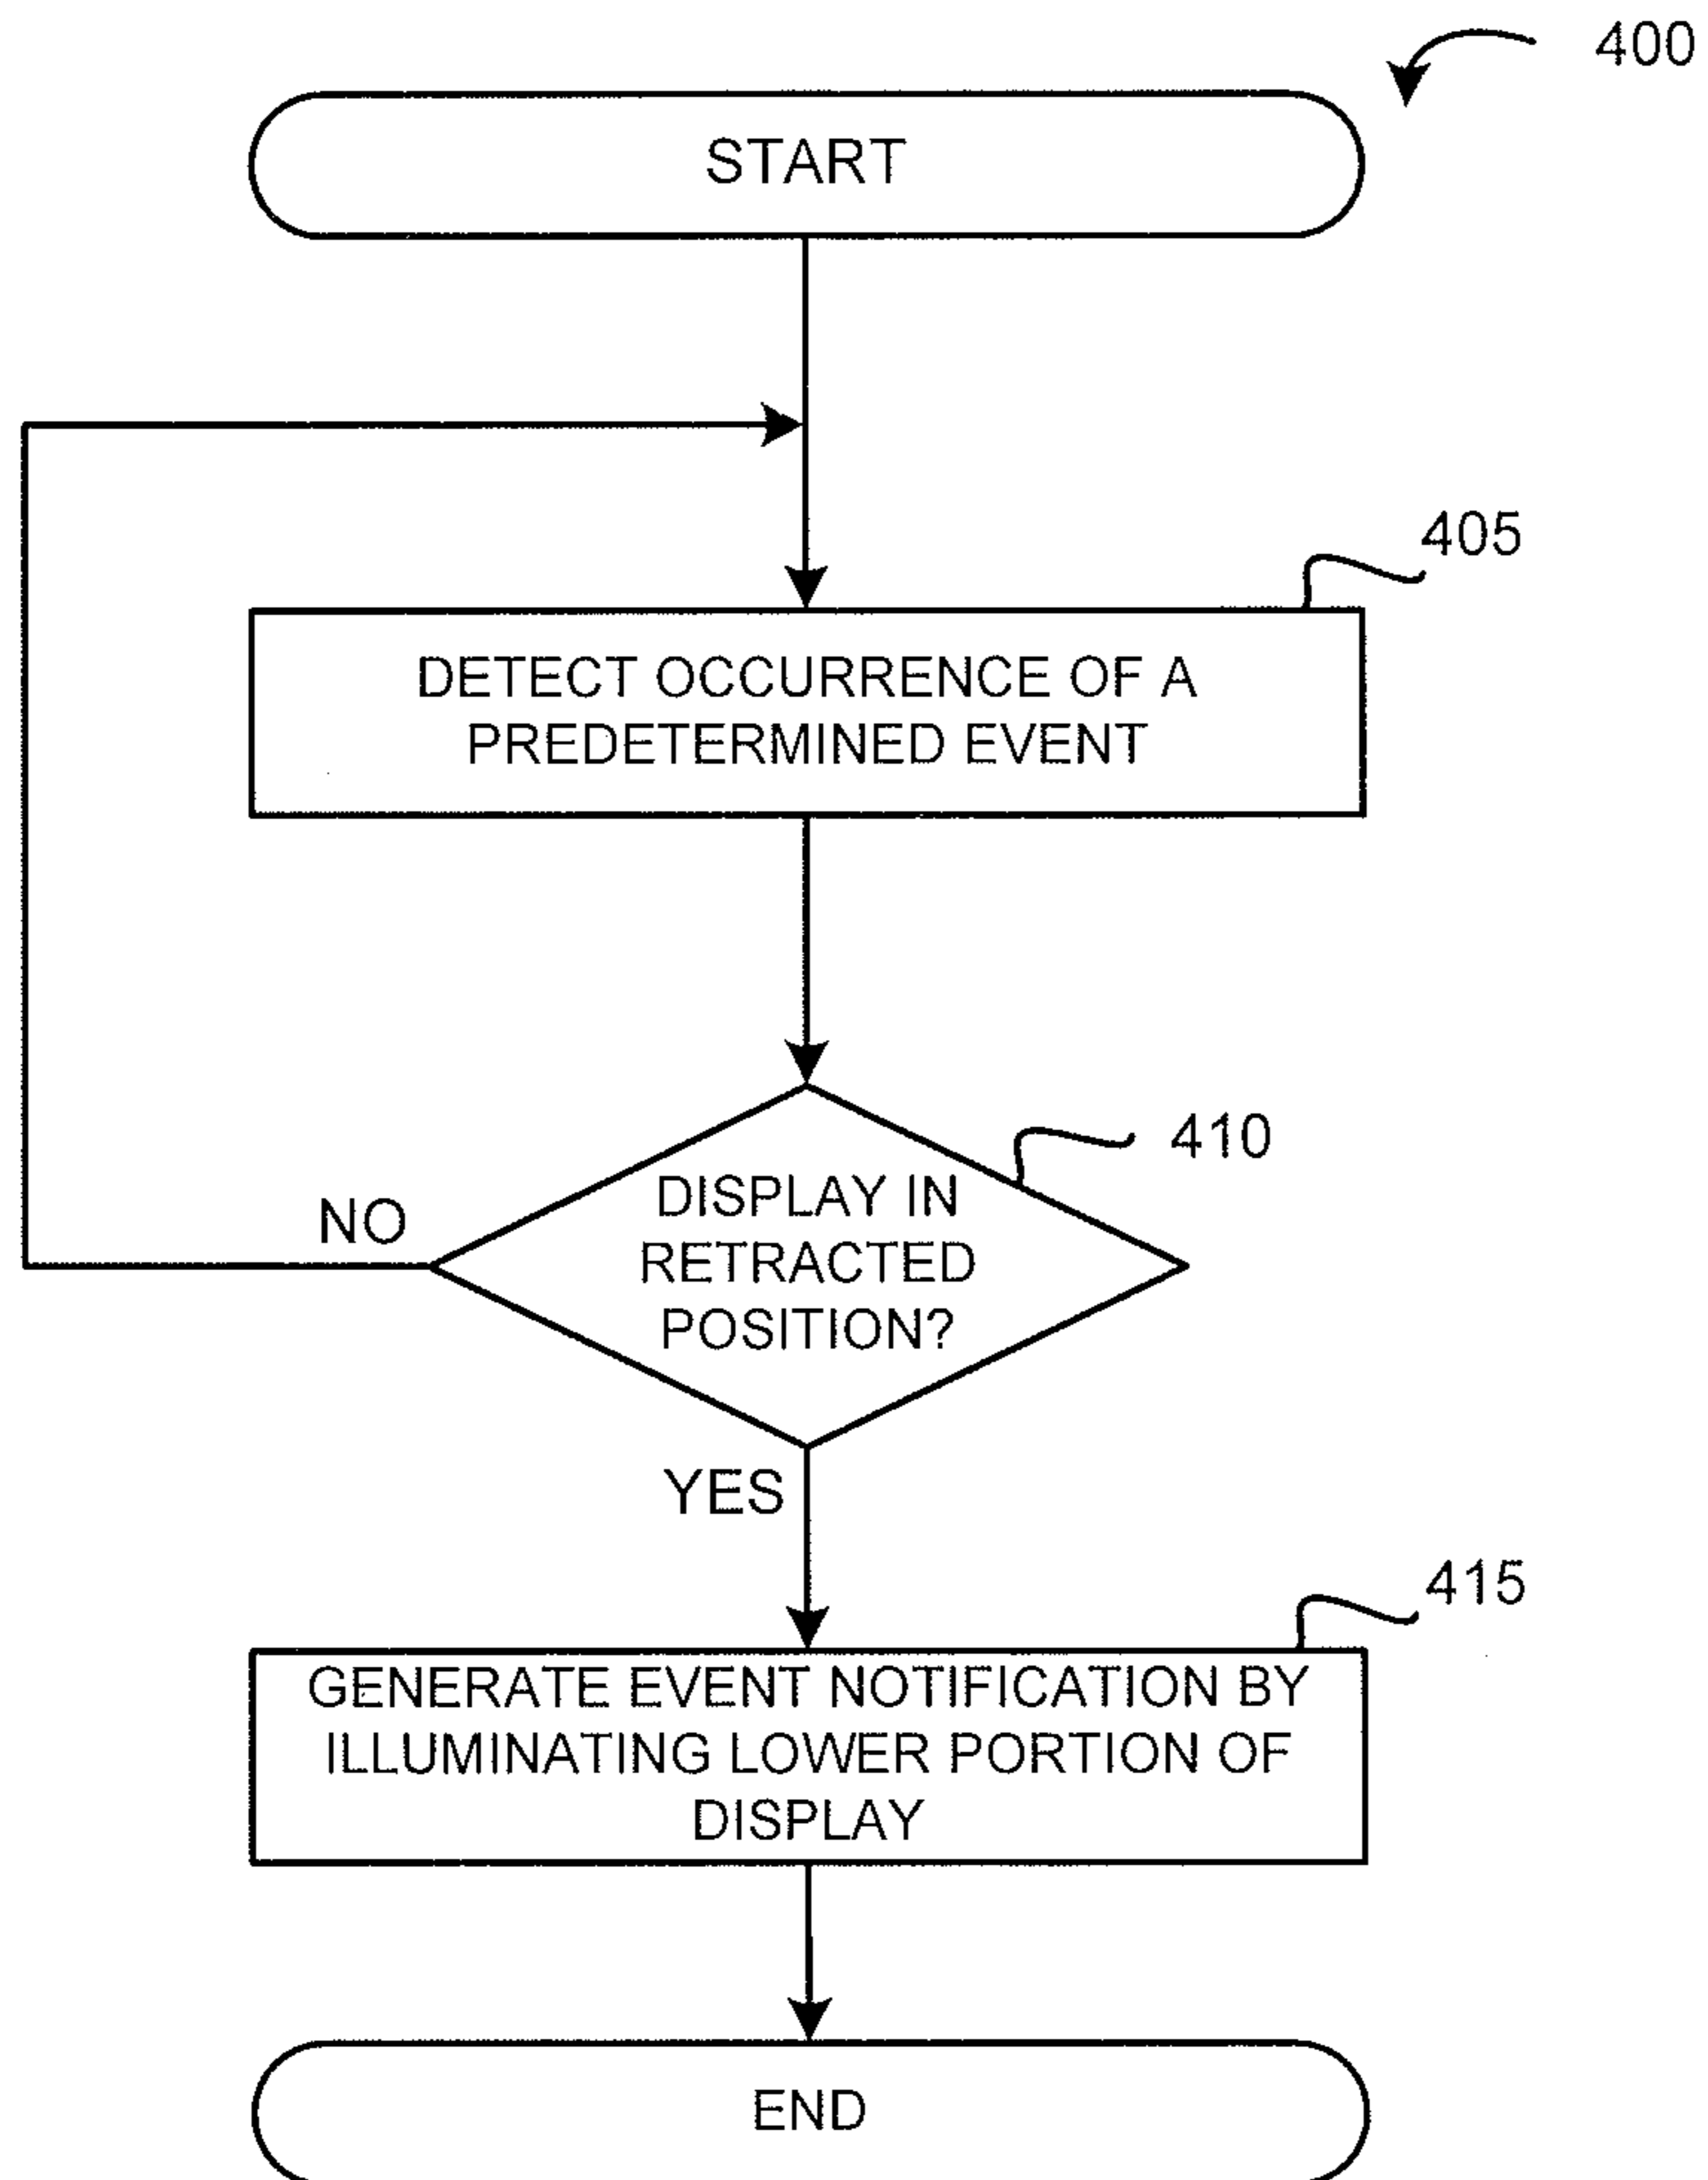 400
START
405
DETECT OCCURRENCE OF A
PREDETERMINED EVENT
410
DISPLAY IN
RETRACTED
POSITION?
NO
YES
415
GENERATE EVENT NOTIFICATION BY
ILLUMINATING LOWER PORTION OF
DISPLAY
END